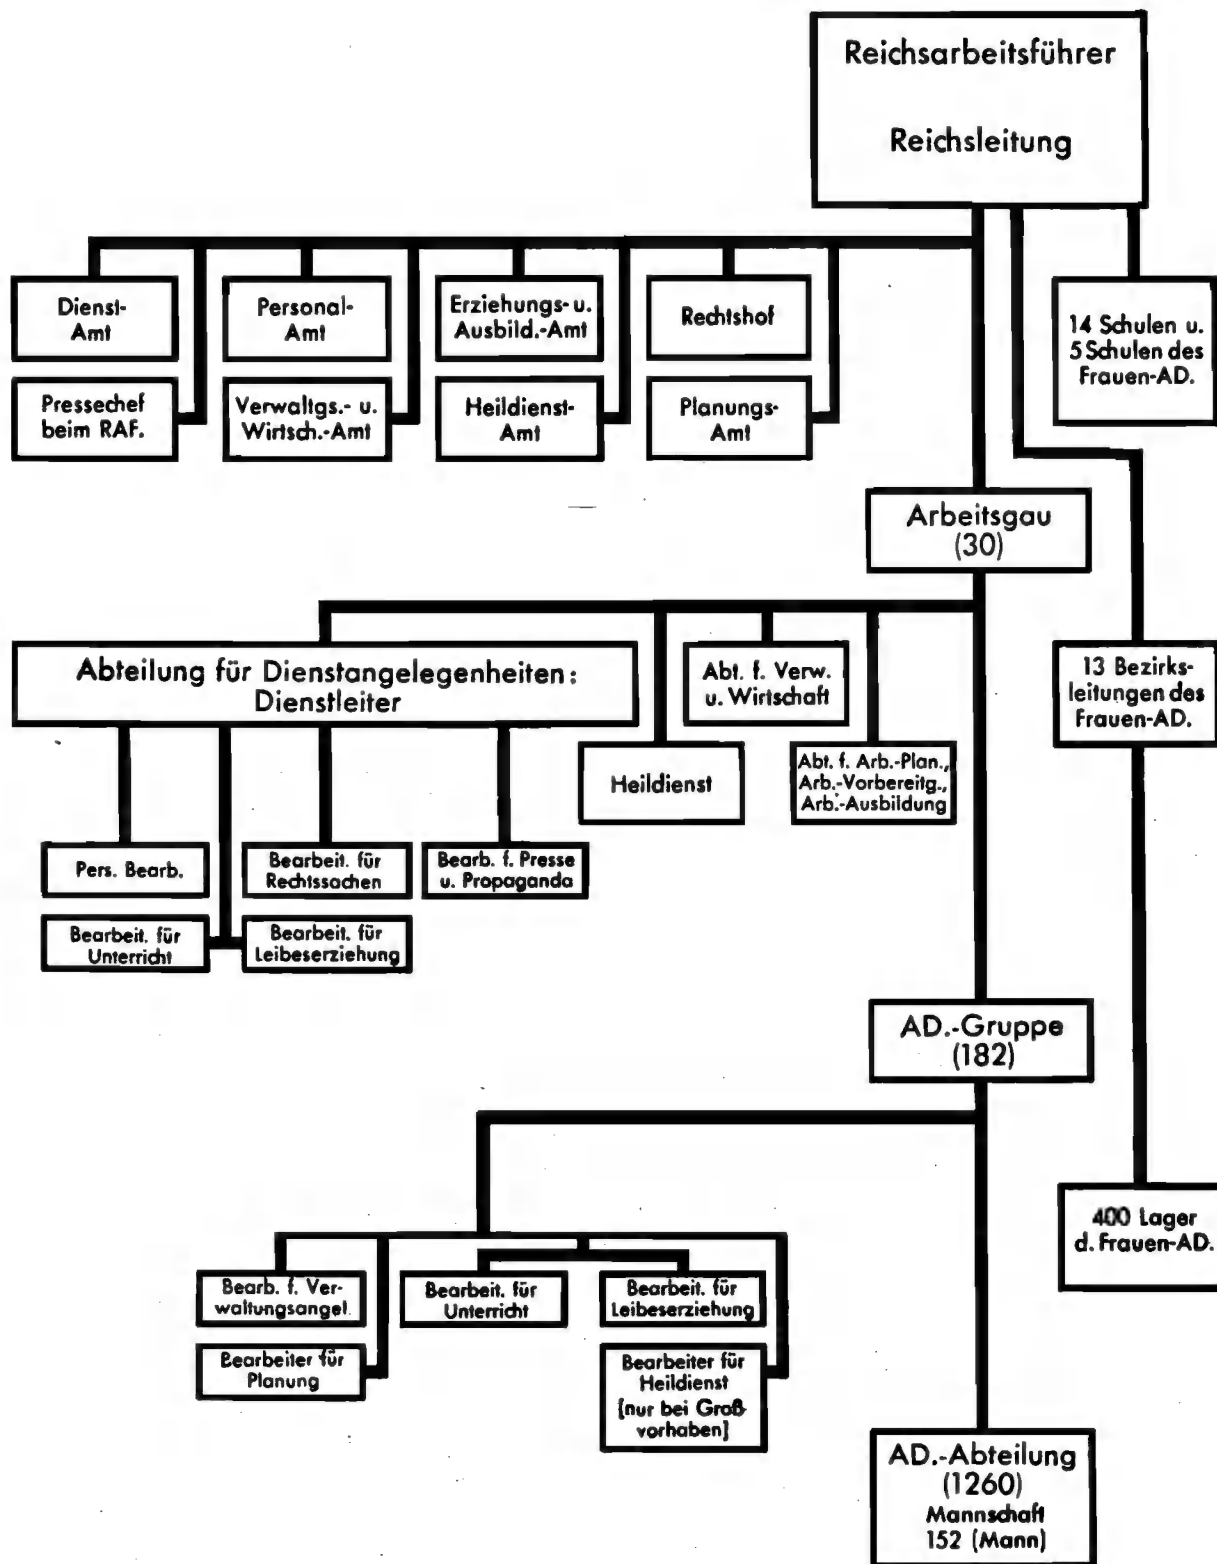 Reichsarbeitsführer
Reichsleitung
Dienst-
Amt
Personal-
Amt
Erziehungs- u.
Ausbild.-Amt
Rechtshof
14 Schulen u.
5 Schulen des
Frauen-AD.
Pressechef
beim RAF.
Verwaltgs.- u.
Wirtsch.-Amt
Heildienst-
Amt
Planungs-
Amt
Arbeitsgau
(30)
Abteilung für Dienstangelegenheiten:
Dienstleiter
Abt. f. Verw.
u. Wirtschaft
13 Bezirks-
leitungen des
Frauen-AD.
Heildienst
Abt. f. Arb.-Plan.,
Arb.-Vorbereitg.,
Arb.-Ausbildung
Pers. Bearb.
Bearbeit. für
Rechtssachen
Bearb. f. Presse
u. Propaganda
Bearbeit. für
Unterricht
Bearbeit. für
Leibeserziehung
AD.-Gruppe
(182)
400 Lager
d. Frauen-AD.
Bearb. f. Ver-
waltungsangel.
Bearbeit. für
Unterricht
Bearbeit. für
Leibeserziehung
Bearbeiter für
Planung
Bearbeiter für
Heildienst
[nur bei Groß-
vorhaben]
AD.-Abteilung
(1260)
Mannschaft
152 (Mann)